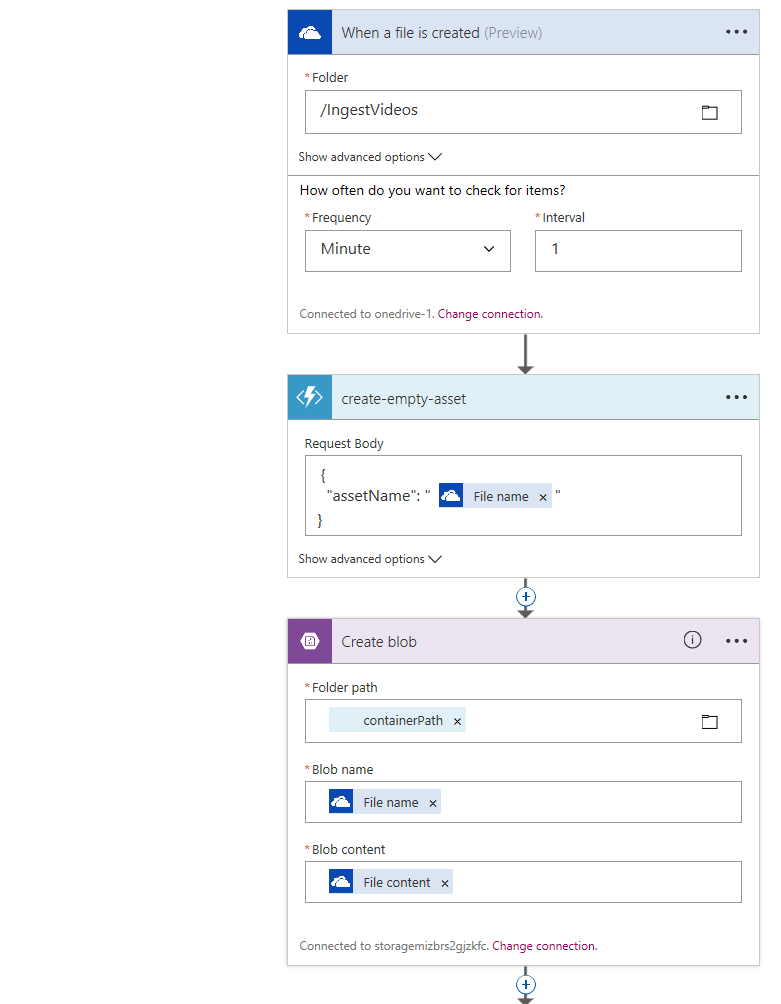 When a file is created (Preview)
* Folder
/IngestVideos
Show advanced options
How often do you want to check for items?
* Frequency
* Interval
Minute
1
Connected to onedrive-1. Change connection.
create-empty-asset
Request Body
{
"assetName": " File name × "
}
Show advanced options
Create blob
* Folder path
containerPath ×
* Blob name
File name ×
* Blob content
File content ×
Connected to storagemizbrs2gjzkfc. Change connection.